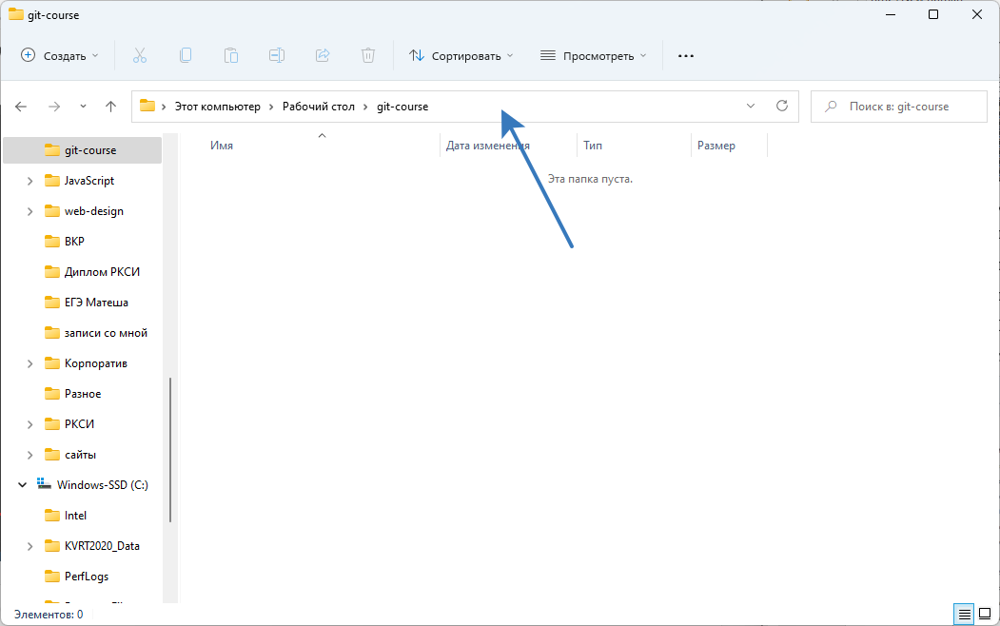 git-course
Создать Сортировать Просмотреть
Этот компьютер Рабочий стол git-course Поиск в: git-course
Имя Дата изменения Тип Размер
Эта папка пуста.
git-course
JavaScript
web-design
ВКР
Диплом РКСИ
ЕГЭ Матеша
записи со мной
Корпоратив
Разное
РКСИ
сайты
Windows-SSD (C:)
Intel
KVRT2020_Data
PerfLogs
Элементов: 0